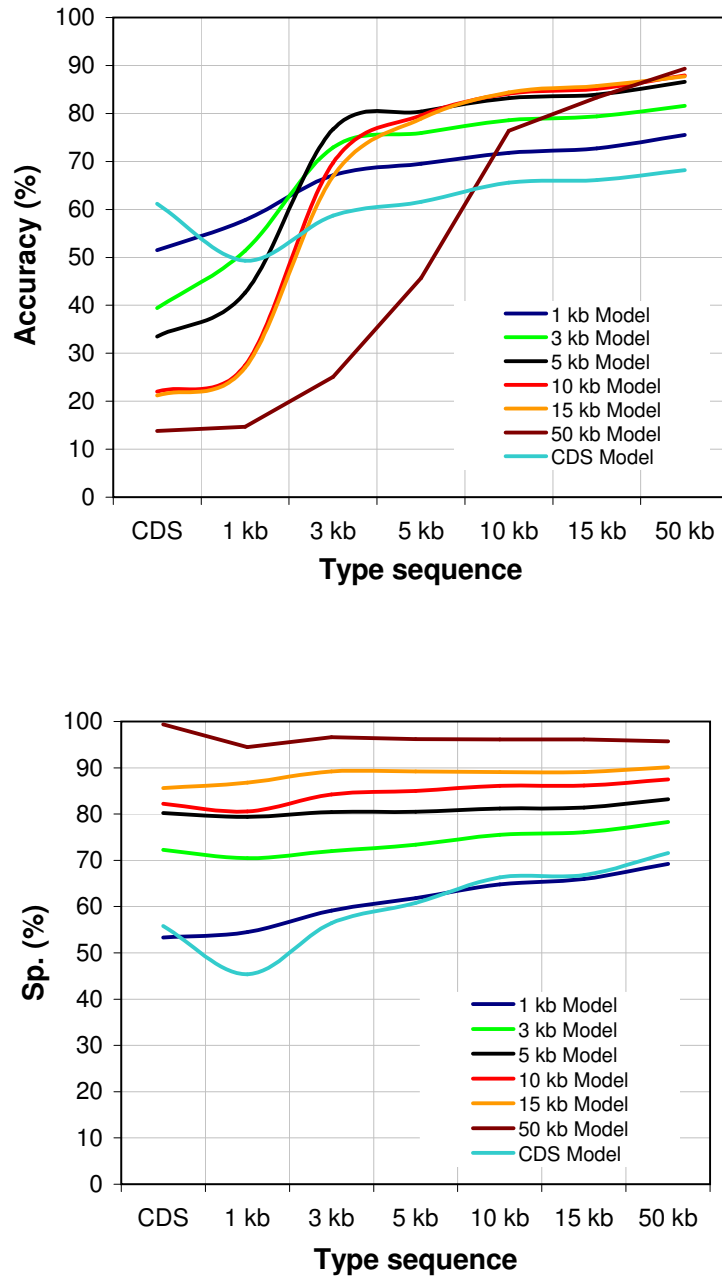 100
90
80
70
60
50
40
30
20
10
0
Accuracy (%)
1 kb Model
3 kb Model
5 kb Model
10 kb Model
15 kb Model
50 kb Model
CDS Model
CDS 1 kb 3 kb 5 kb 10 kb 15 kb 50 kb
Type sequence
100
90
80
70
60
50
40
30
20
10
0
Sp. (%)
1 kb Model
3 kb Model
5 kb Model
10 kb Model
15 kb Model
50 kb Model
CDS Model
CDS 1 kb 3 kb 5 kb 10 kb 15 kb 50 kb
Type sequence